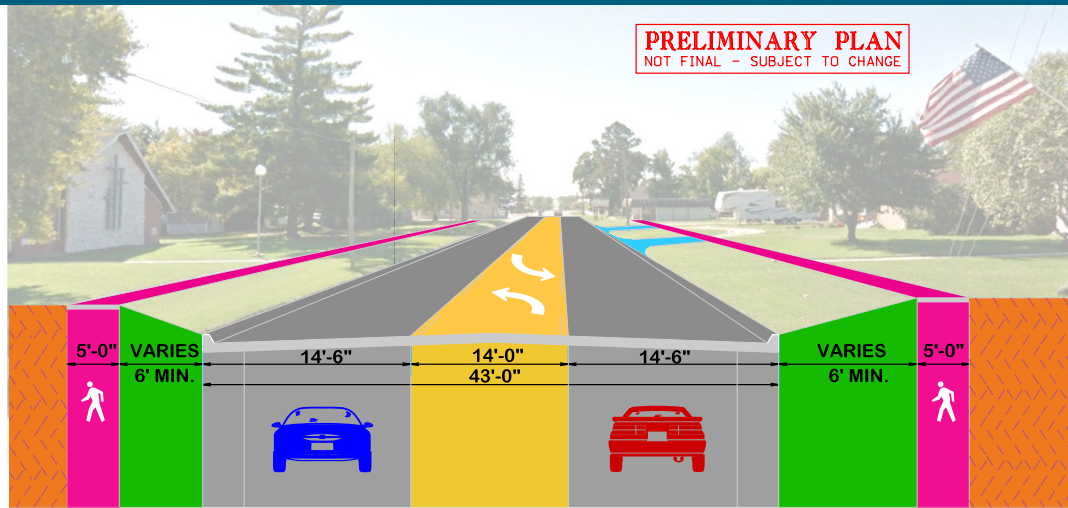 PRELIMINARY PLAN
NOT FINAL - SUBJECT TO CHANGE
5'-0" VARIES 14'-6" 14'-0" 14'-6" VARIES 5'-0"
6' MIN. 43'-0" 6' MIN.